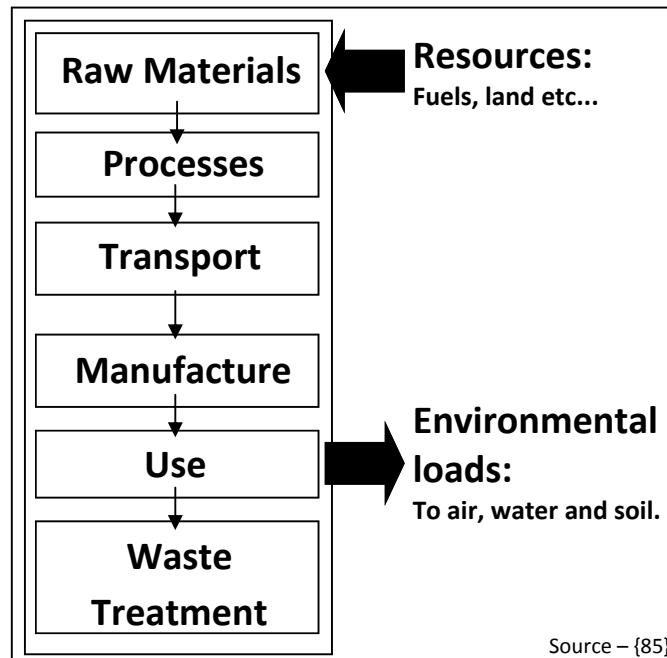 Raw Materials
Processes
Transport
Manufacture
Use
Waste
Treatment
Resources:
Fuels, land etc...
Environmental
loads:
To air, water and soil.
Source – {85}